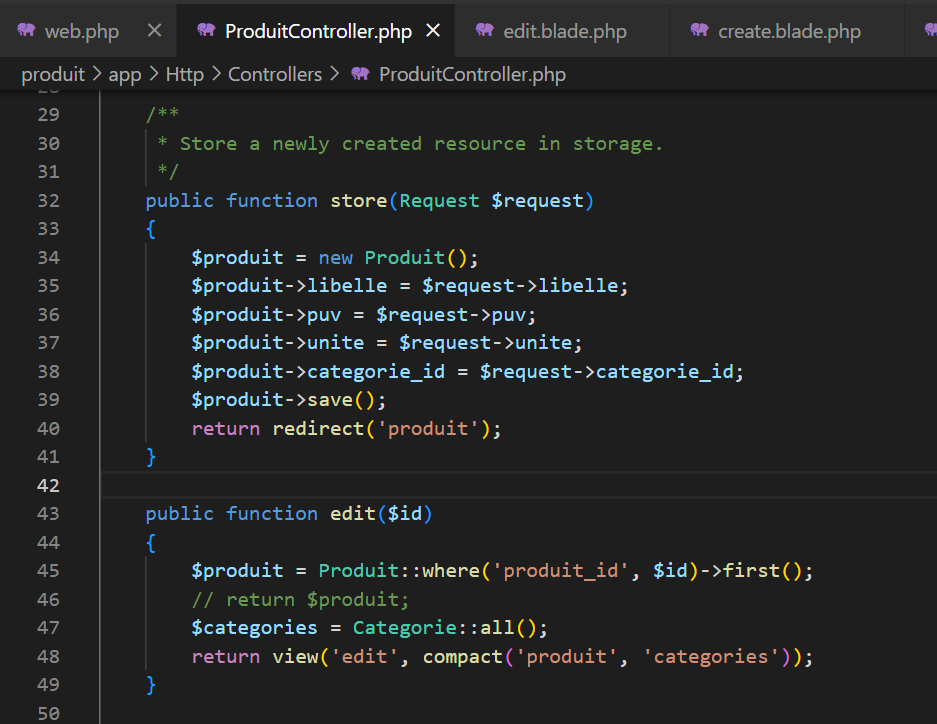 web.php ProduitController.php edit.blade.php create.blade.php
produit > app > Http > Controllers > ProduitController.php
29 /**
30 * Store a newly created resource in storage.
31 */
32 public function store(Request $request)
33 {
34 $produit = new Produit();
35 $produit->libelle = $request->libelle;
36 $produit->puv = $request->puv;
37 $produit->unite = $request->unite;
38 $produit->categorie_id = $request->categorie_id;
39 $produit->save();
40 return redirect('produit');
41 }
42
43 public function edit($id)
44 {
45 $produit = Produit::where('produit_id', $id)->first();
46 // return $produit;
47 $categories = Categorie::all();
48 return view('edit', compact('produit', 'categories'));
49 }
50